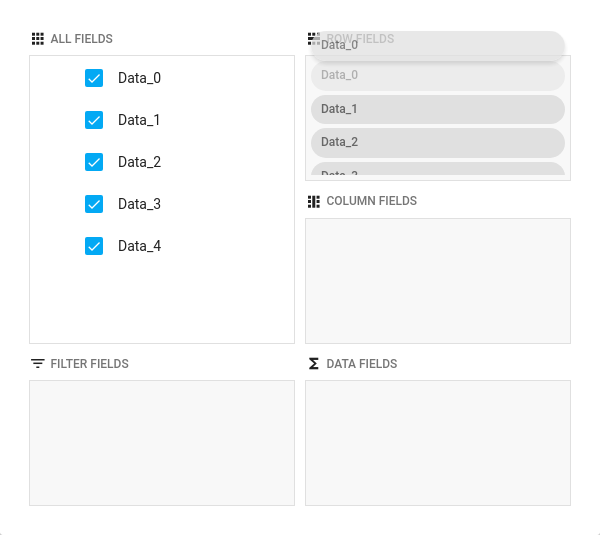 ALL FIELDS
Data_0
Data_1
Data_2
Data_3
Data_4
ROW FIELDS
Data_0
Data_0
Data_1
Data_2
COLUMN FIELDS
FILTER FIELDS
DATA FIELDS